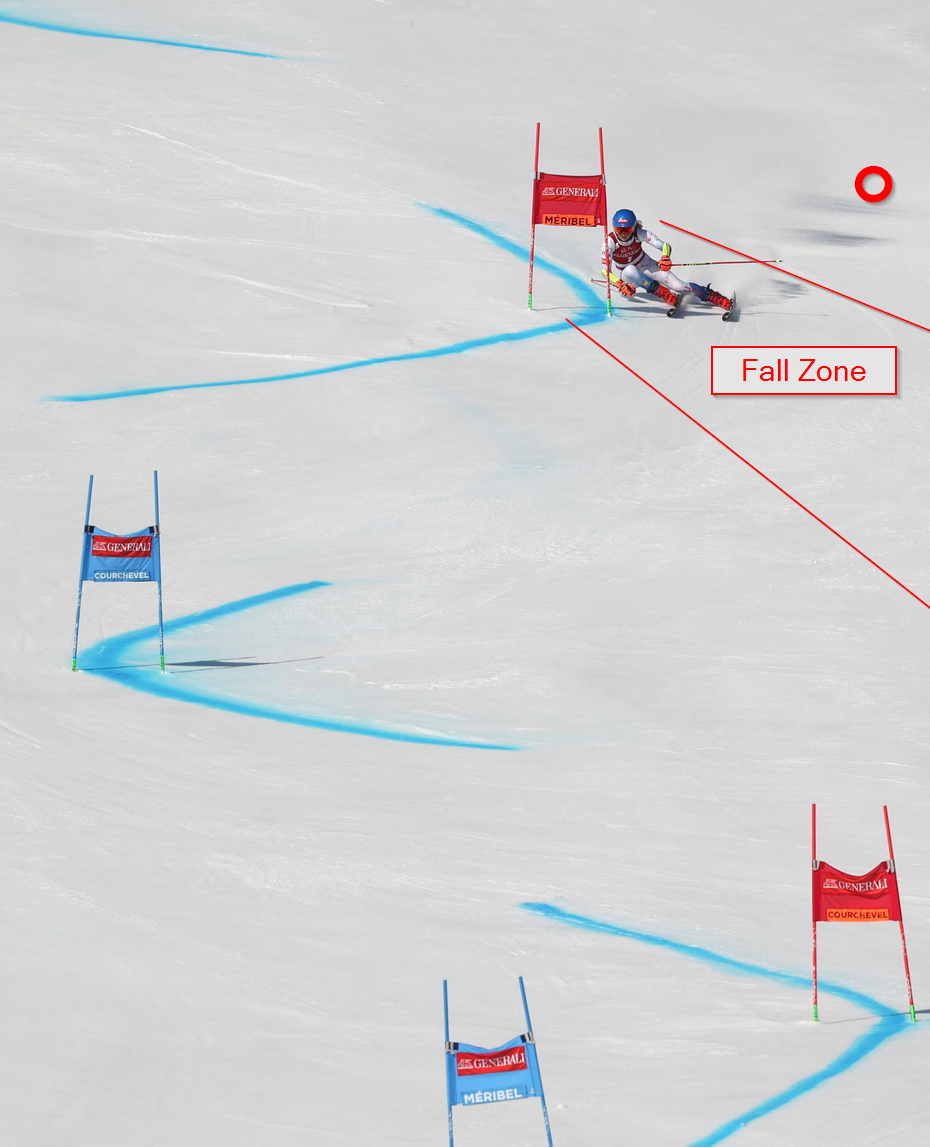 GENERALI
MÉRIBEL
Fall Zone
GENERALI
COURCHEVEL
GENERALI
COURCHEVEL
GENERALI
MÉRIBEL